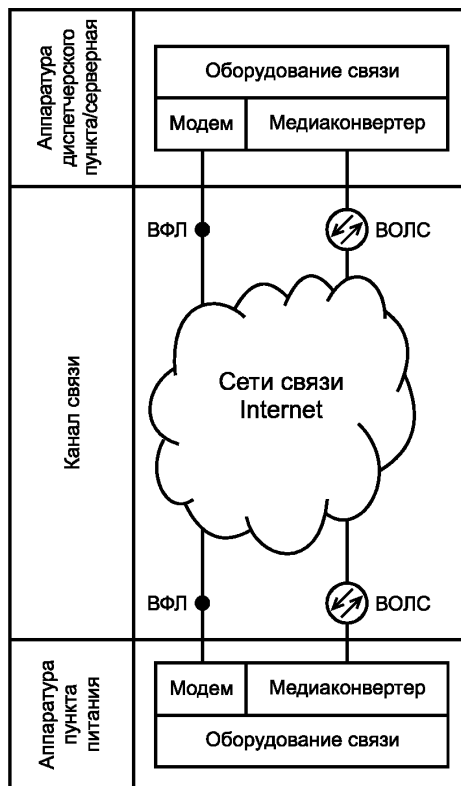 Аппаратура
диспетчерского
пункта/серверная
Оборудование связи
Модем
Медиаконвертер
Канал связи
ВФЛ
ВОЛС
Сети связи
Internet
ВФЛ
ВОЛС
Аппаратура
пункта
питания
Модем
Медиаконвертер
Оборудование связи